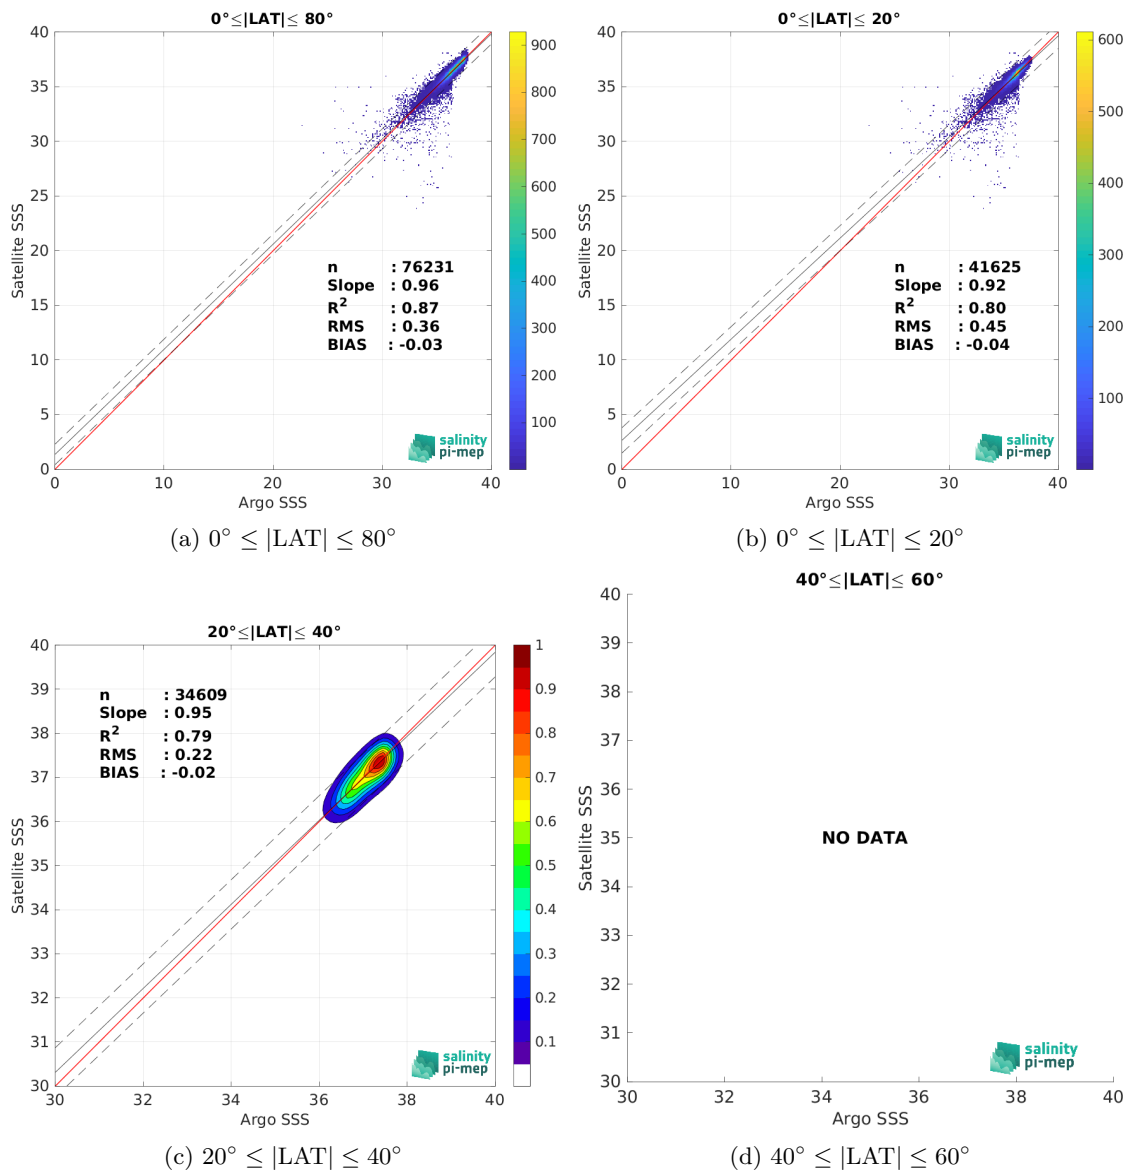 0°≤|LAT|≤ 80°
40
35
30
25
20
15
10
5
0
Satellite SSS
n : 76231
Slope : 0.96
R² : 0.87
RMS : 0.36
BIAS : -0.03
salinity
pi-mep
0 10 20 30 40
Argo SSS
900
800
700
600
500
400
300
200
100
(a) 0° ≤ |LAT| ≤ 80°
0°≤|LAT|≤ 20°
40
35
30
25
20
15
10
5
0
Satellite SSS
n : 41625
Slope : 0.92
R² : 0.80
RMS : 0.45
BIAS : -0.04
salinity
pi-mep
0 10 20 30 40
Argo SSS
600
500
400
300
200
100
(b) 0° ≤ |LAT| ≤ 20°
20°≤|LAT|≤ 40°
40
39
38
37
36
35
34
33
32
31
30
Satellite SSS
n : 34609
Slope : 0.95
R² : 0.79
RMS : 0.22
BIAS : -0.02
salinity
pi-mep
30 32 34 36 38 40
Argo SSS
1
0.9
0.8
0.7
0.6
0.5
0.4
0.3
0.2
0.1
(c) 20° ≤ |LAT| ≤ 40°
40°≤|LAT|≤ 60°
40
39
38
37
36
35
34
33
32
31
30
Satellite SSS
NO DATA
salinity
pi-mep
30 32 34 36 38 40
Argo SSS
(d) 40° ≤ |LAT| ≤ 60°